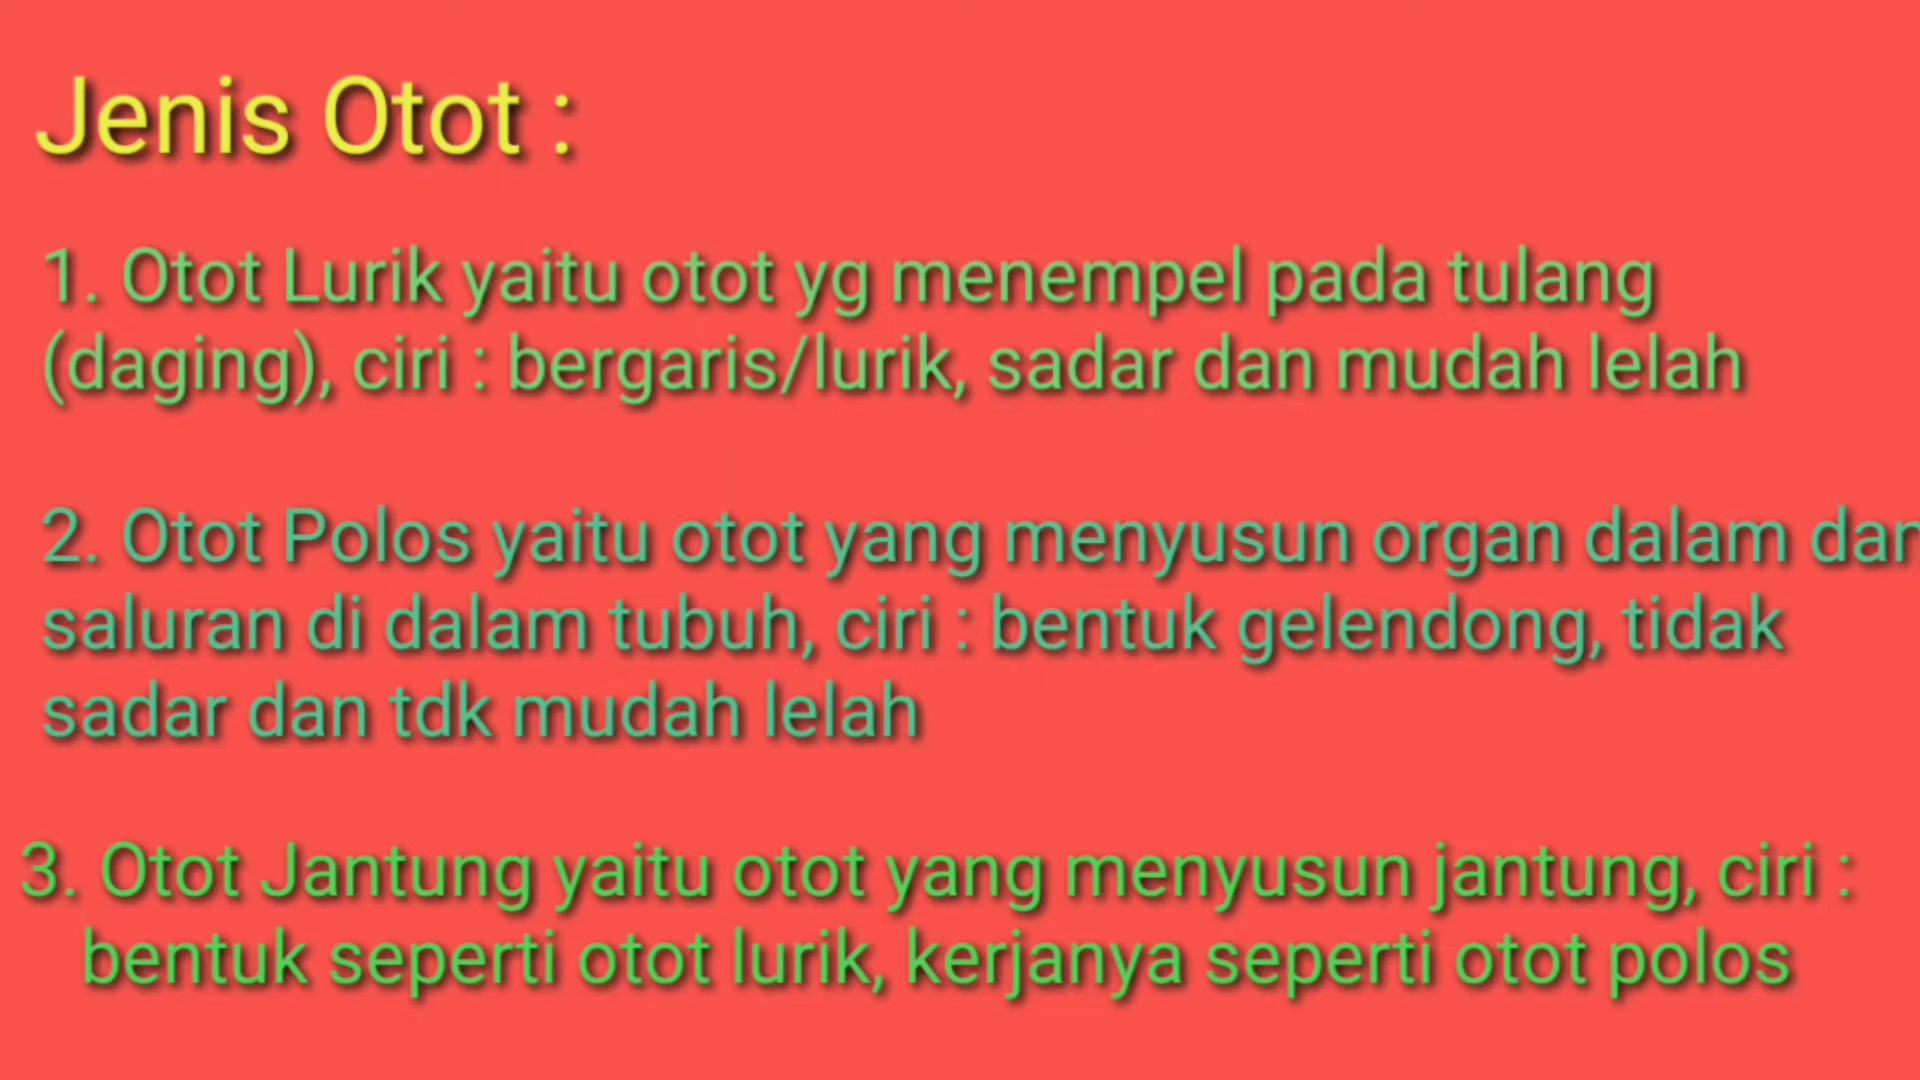 Jenis Otot :
1. Otot Lurik yaitu otot yg menempel pada tulang
(daging), ciri : bergaris/lurik, sadar dan mudah lelah
2. Otot Polos yaitu otot yang menyusun organ dalam dan
saluran di dalam tubuh, ciri : bentuk gelendong, tidak
sadar dan tdk mudah lelah
3. Otot Jantung yaitu otot yang menyusun jantung, ciri :
bentuk seperti otot lurik, kerjanya seperti otot polos